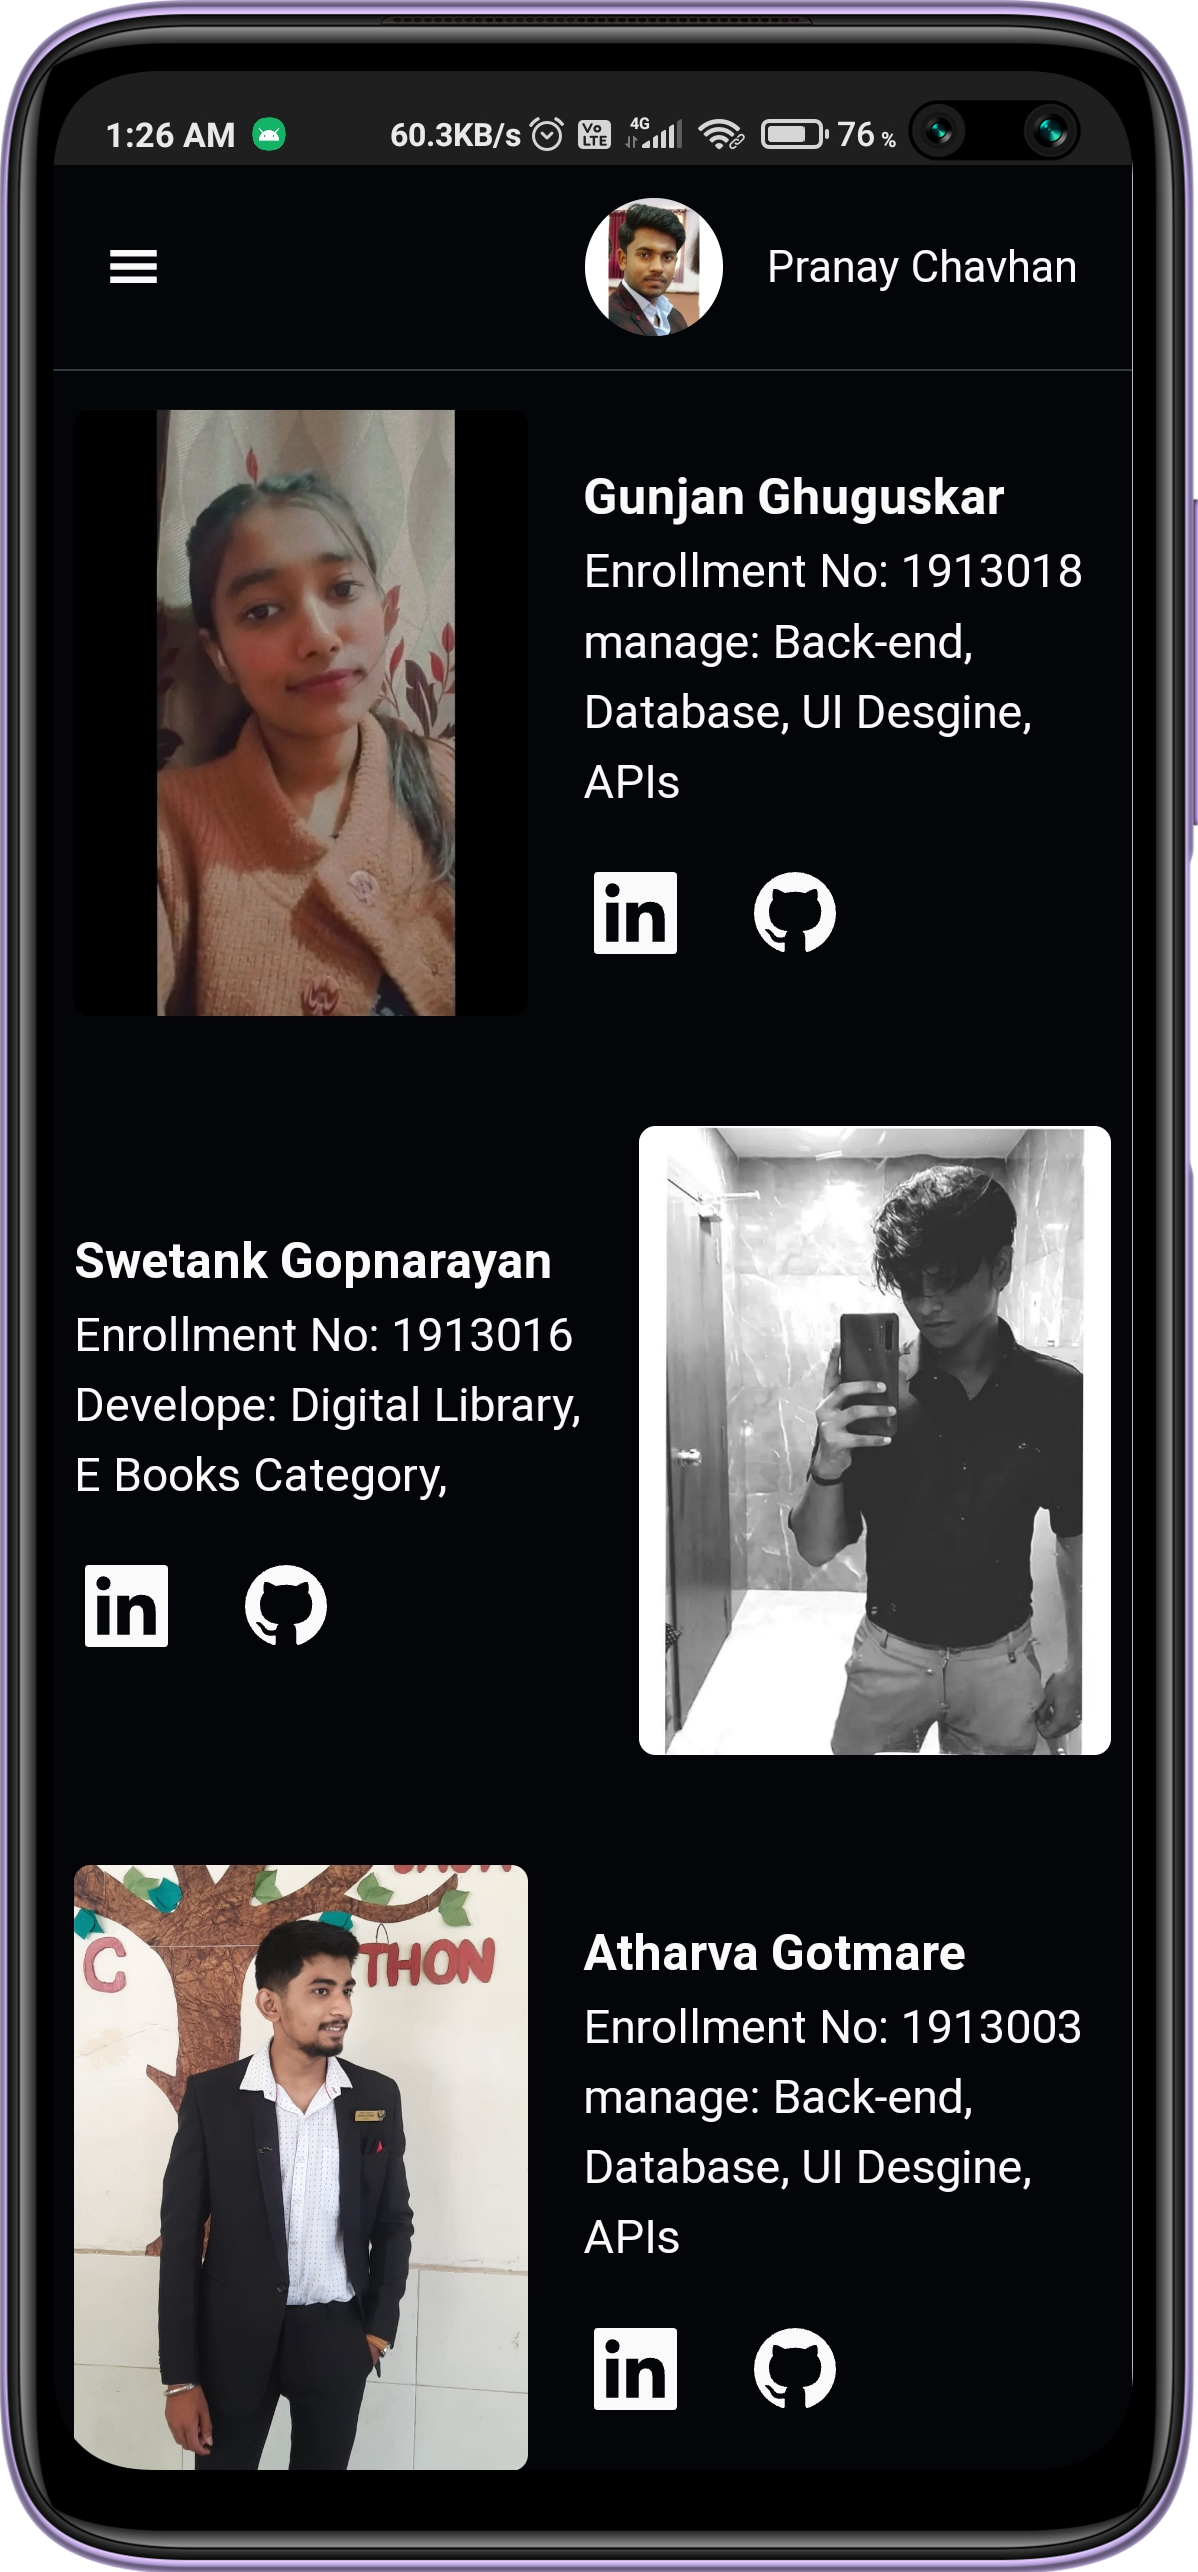 1:26 AM 60.3KB/s Vo LTE 4G 76 %
Pranay Chavhan
Gunjan Ghuguskar
Enrollment No: 1913018
manage: Back-end,
Database, UI Desgine,
APIs
in
Swetank Gopnarayan
Enrollment No: 1913016
Develope: Digital Library,
E Books Category,
in
C THON
Atharva Gotmare
Enrollment No: 1913003
manage: Back-end,
Database, UI Desgine,
APIs
in